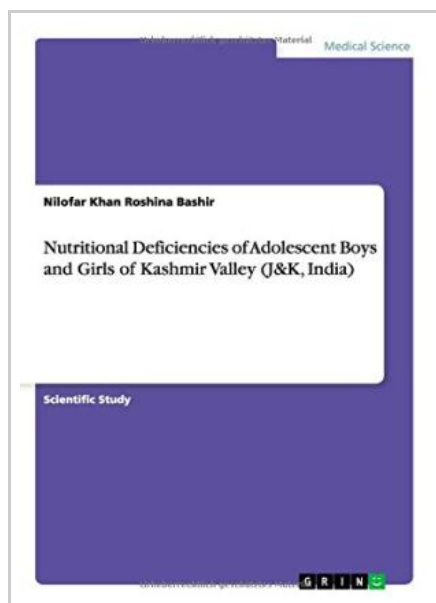 Material
Medical Science
Nilofar Khan Roshina Bashir
Nutritional Deficiencies of Adolescent Boys
and Girls of Kashmir Valley (J&K, India)
Scientific Study
GRIN